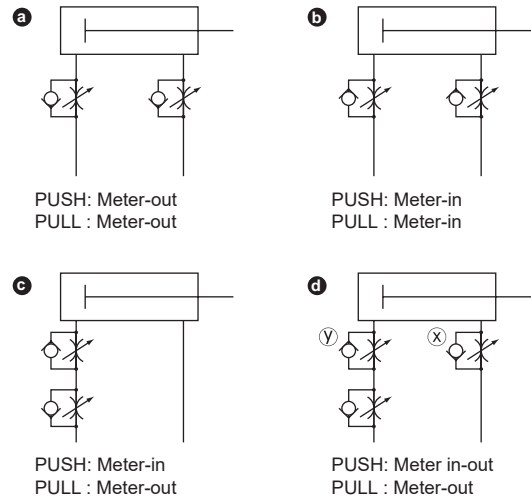 a
b
PUSH: Meter-out
PULL : Meter-out
PUSH: Meter-in
PULL : Meter-in
c
d
y
x
PUSH: Meter-in
PULL : Meter-out
PUSH: Meter in-out
PULL : Meter-out